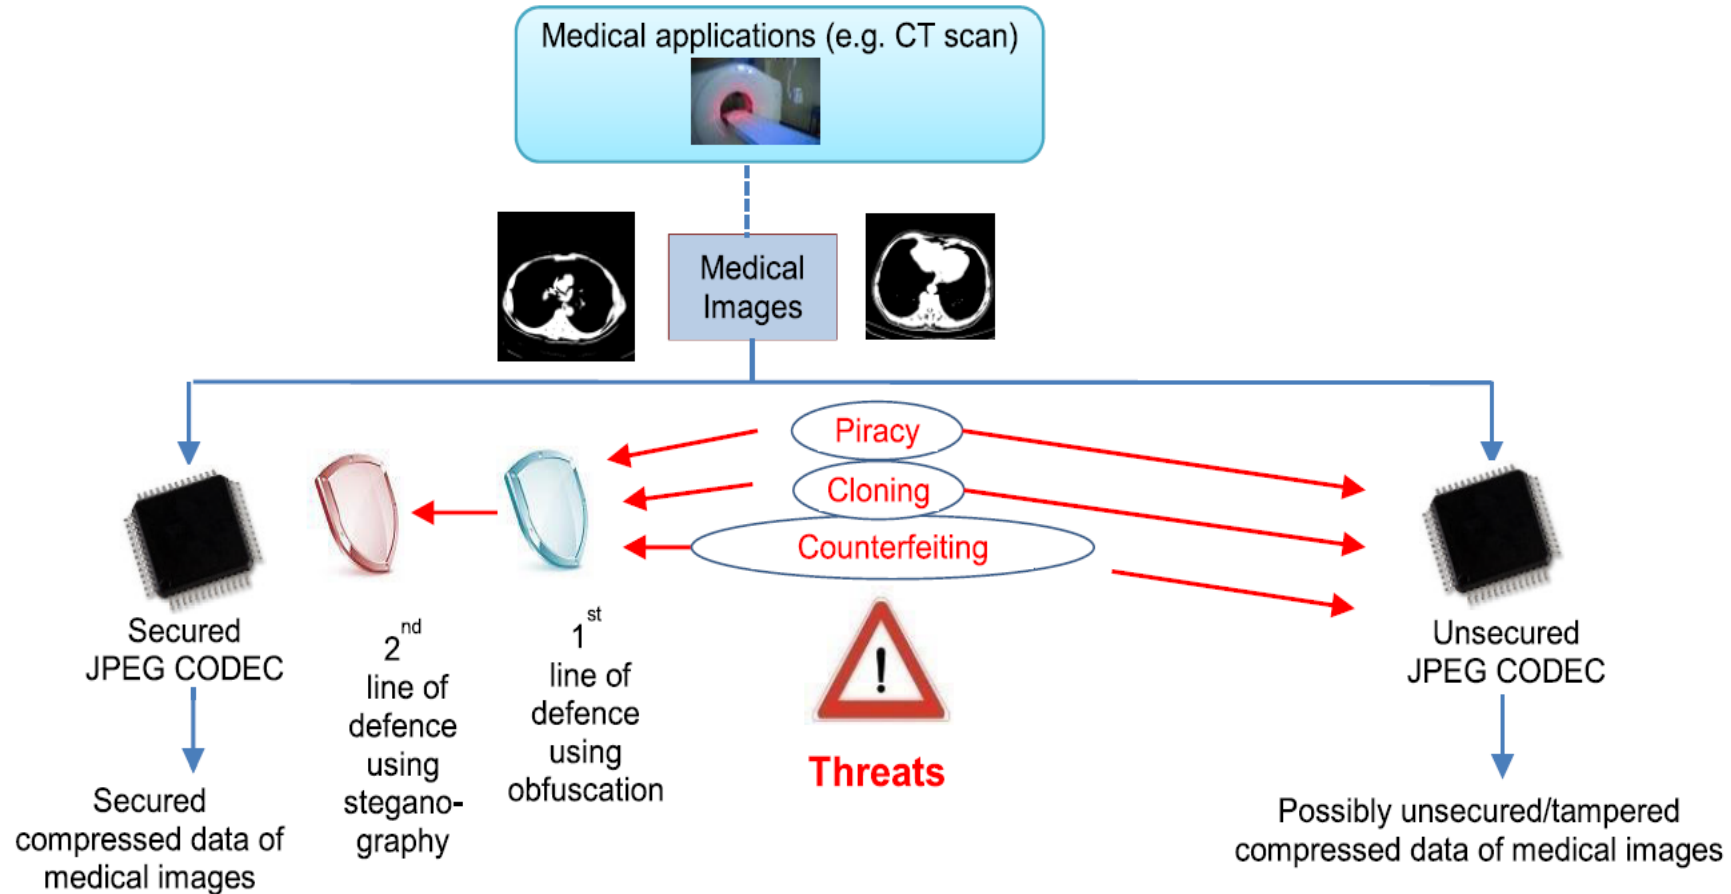 Medical applications (e.g. CT scan)
Medical
Images
Piracy
Cloning
Counterfeiting
Threats
Secured
JPEG CODEC
Secured
compressed data of
medical images
2nd
line of
defence
using
stegano-
graphy
1st
line of
defence
using
obfuscation
Unsecured
JPEG CODEC
Possibly unsecured/tampered
compressed data of medical images